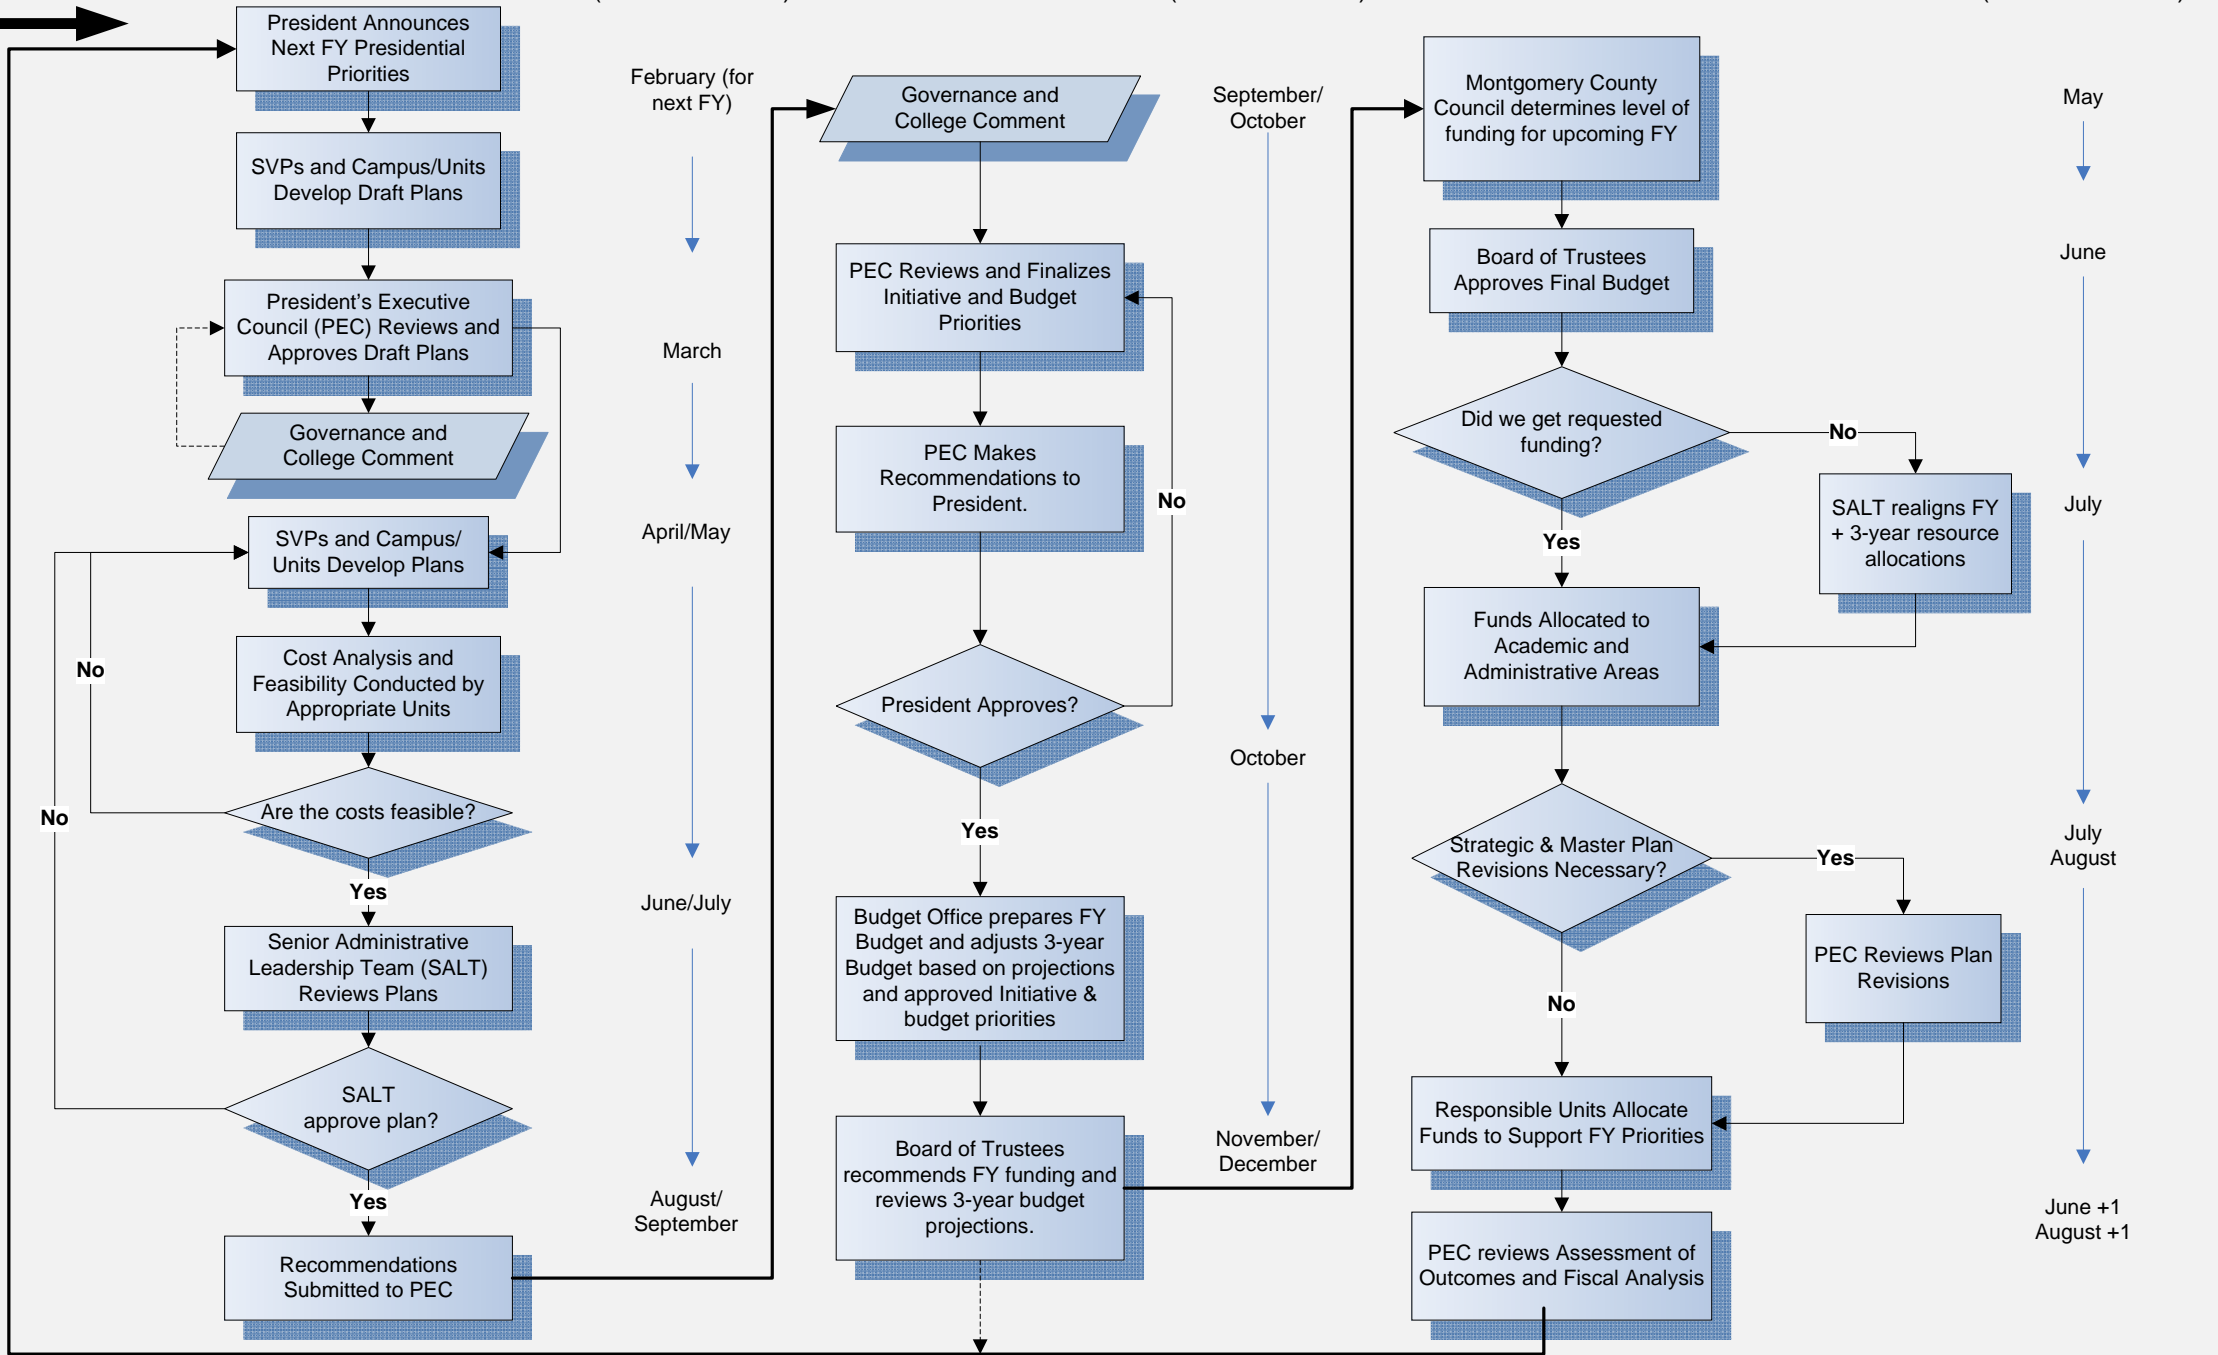 President Announces
Next FY Presidential
Priorities
SVPs and Campus/Units
Develop Draft Plans
President's Executive
Council (PEC) Reviews and
Approves Draft Plans
Governance and
College Comment
SVPs and Campus/
Units Develop Plans
Cost Analysis and
Feasibility Conducted by
Appropriate Units
No
Are the costs feasible?
No
Yes
Senior Administrative
Leadership Team (SALT)
Reviews Plans
SALT
approve plan?
Yes
Recommendations
Submitted to PEC
February (for
next FY)
March
April/May
June/July
August/
September
Governance and
College Comment
PEC Reviews and Finalizes
Initiative and Budget
Priorities
PEC Makes
Recommendations to
President.
No
President Approves?
Yes
Budget Office prepares FY
Budget and adjusts 3-year
Budget based on projections
and approved Initiative &
budget priorities
Board of Trustees
recommends FY funding and
reviews 3-year budget
projections.
September/
October
October
November/
December
Montgomery County
Council determines level of
funding for upcoming FY
Board of Trustees
Approves Final Budget
Did we get requested
funding?
No
SALT realigns FY
+ 3-year resource
allocations
Yes
Funds Allocated to
Academic and
Administrative Areas
Strategic & Master Plan
Revisions Necessary?
Yes
PEC Reviews Plan
Revisions
No
Responsible Units Allocate
Funds to Support FY Priorities
PEC reviews Assessment of
Outcomes and Fiscal Analysis
May
June
July
July
August
June +1
August +1